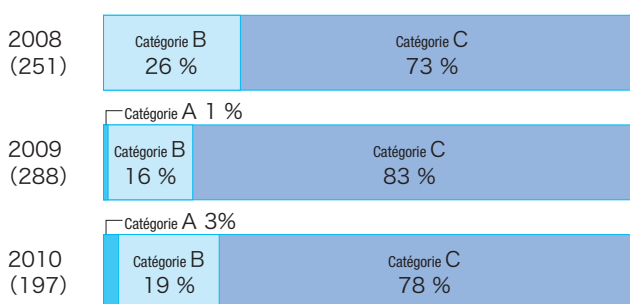 2008
(251)
Catégorie B
26 %
Catégorie C
73 %
Catégorie A 1 %
2009
(288)
Catégorie B
16 %
Catégorie C
83 %
Catégorie A 3%
2010
(197)
Catégorie B
19 %
Catégorie C
78 %